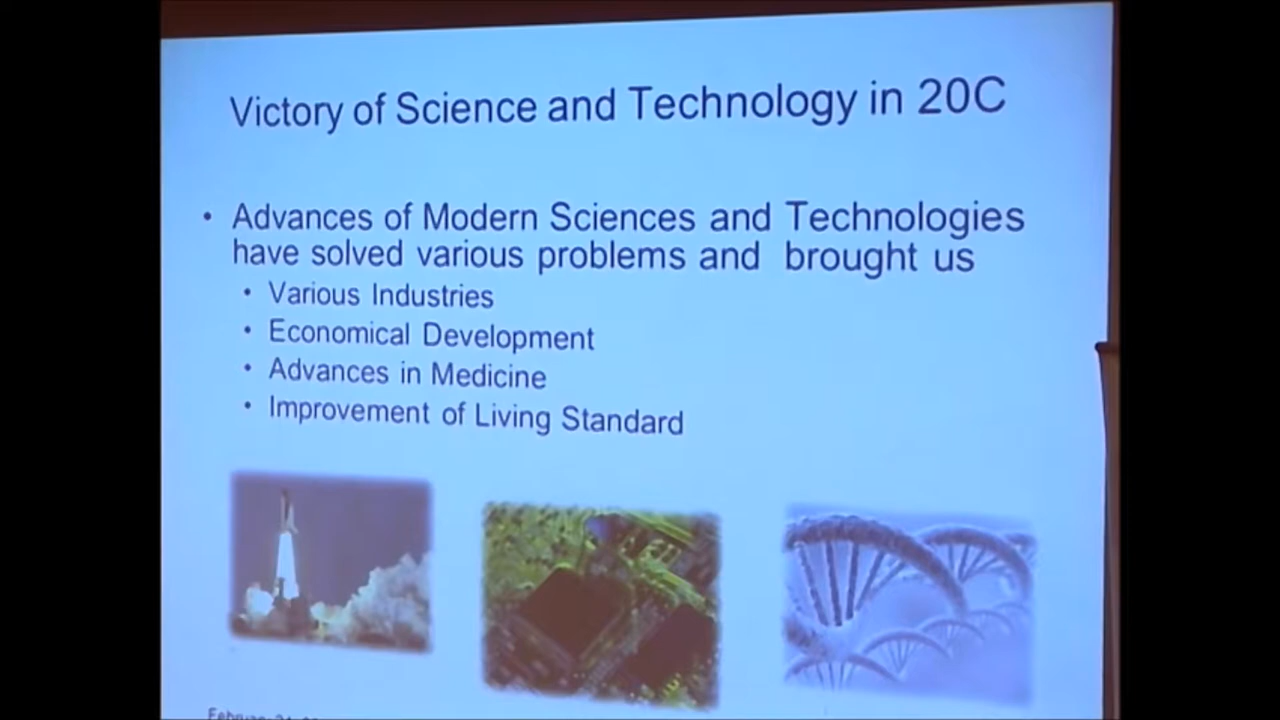 Victory of Science and Technology in 20C
• Advances of Modern Sciences and Technologies
have solved various problems and brought us
• Various Industries
• Economical Development
• Advances in Medicine
• Improvement of Living Standard